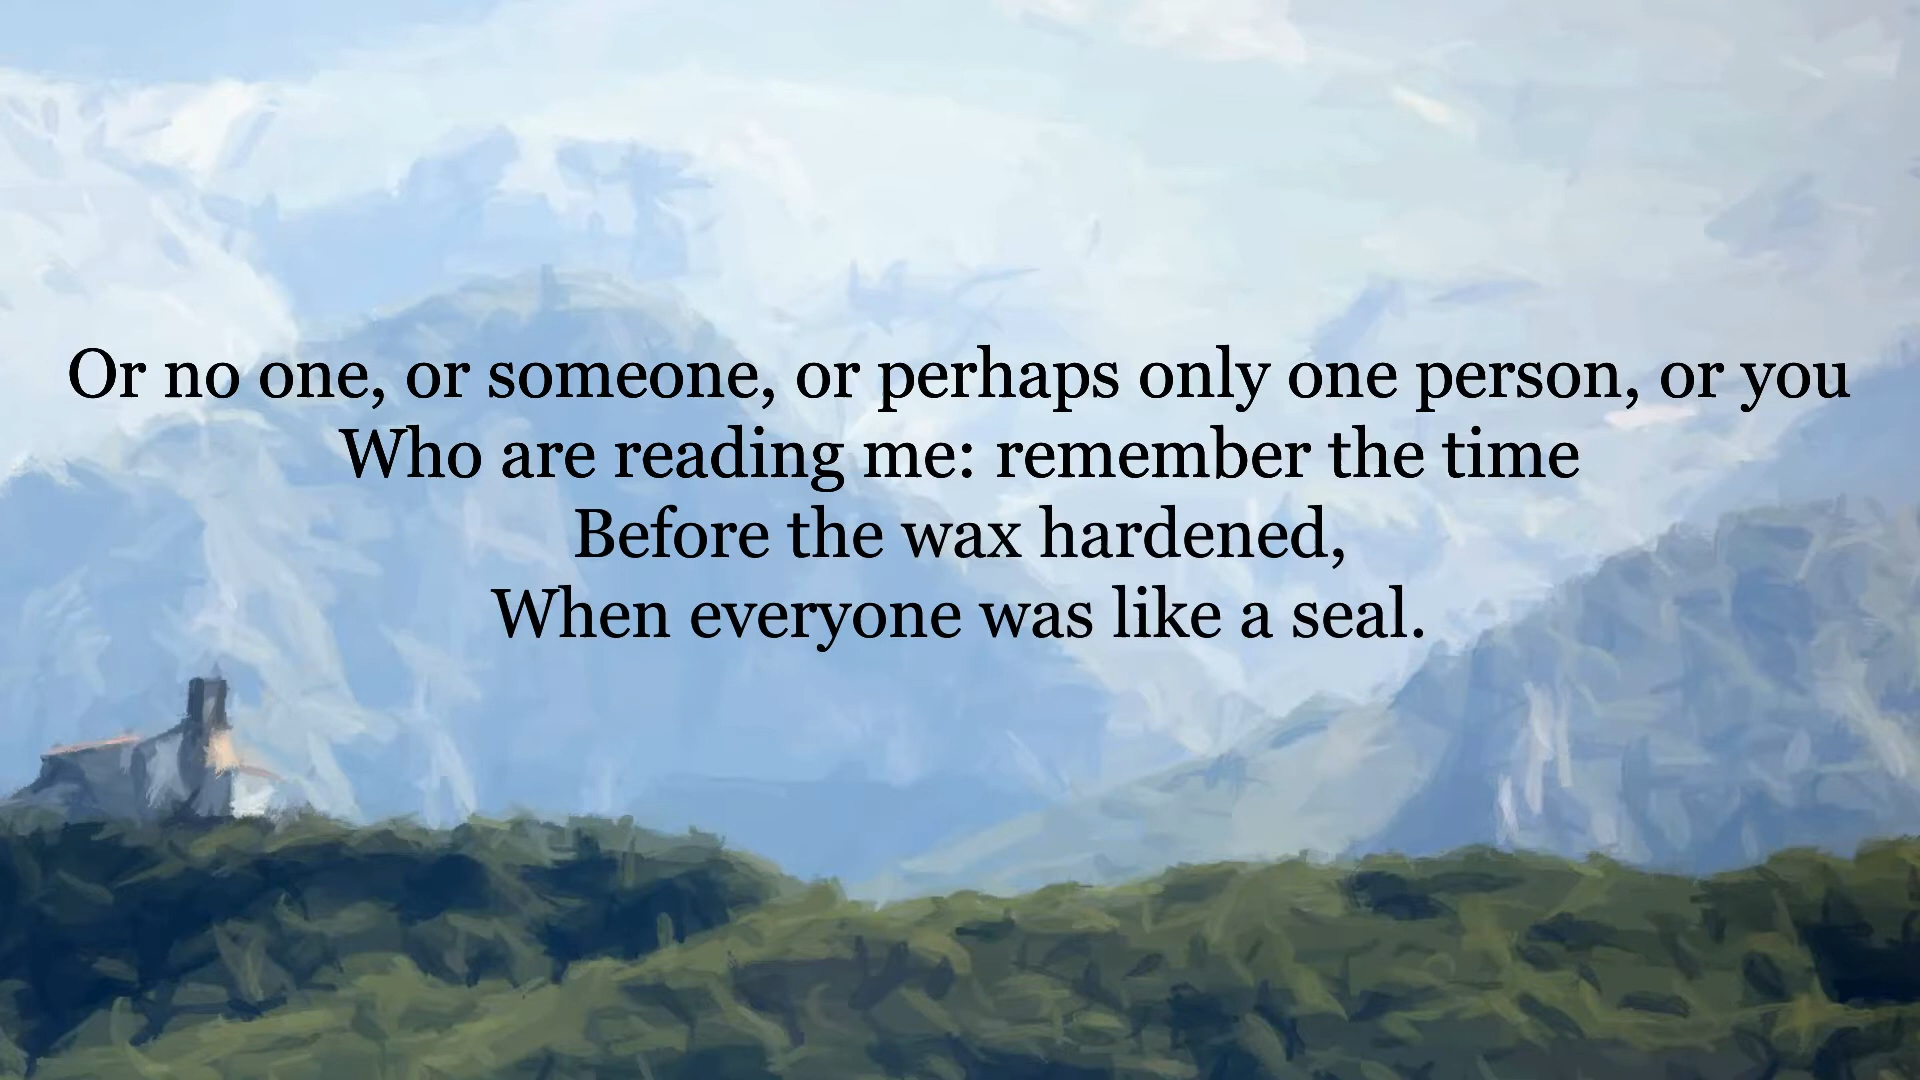 Or no one, or someone, or perhaps only one person, or you
Who are reading me: remember the time
Before the wax hardened,
When everyone was like a seal.